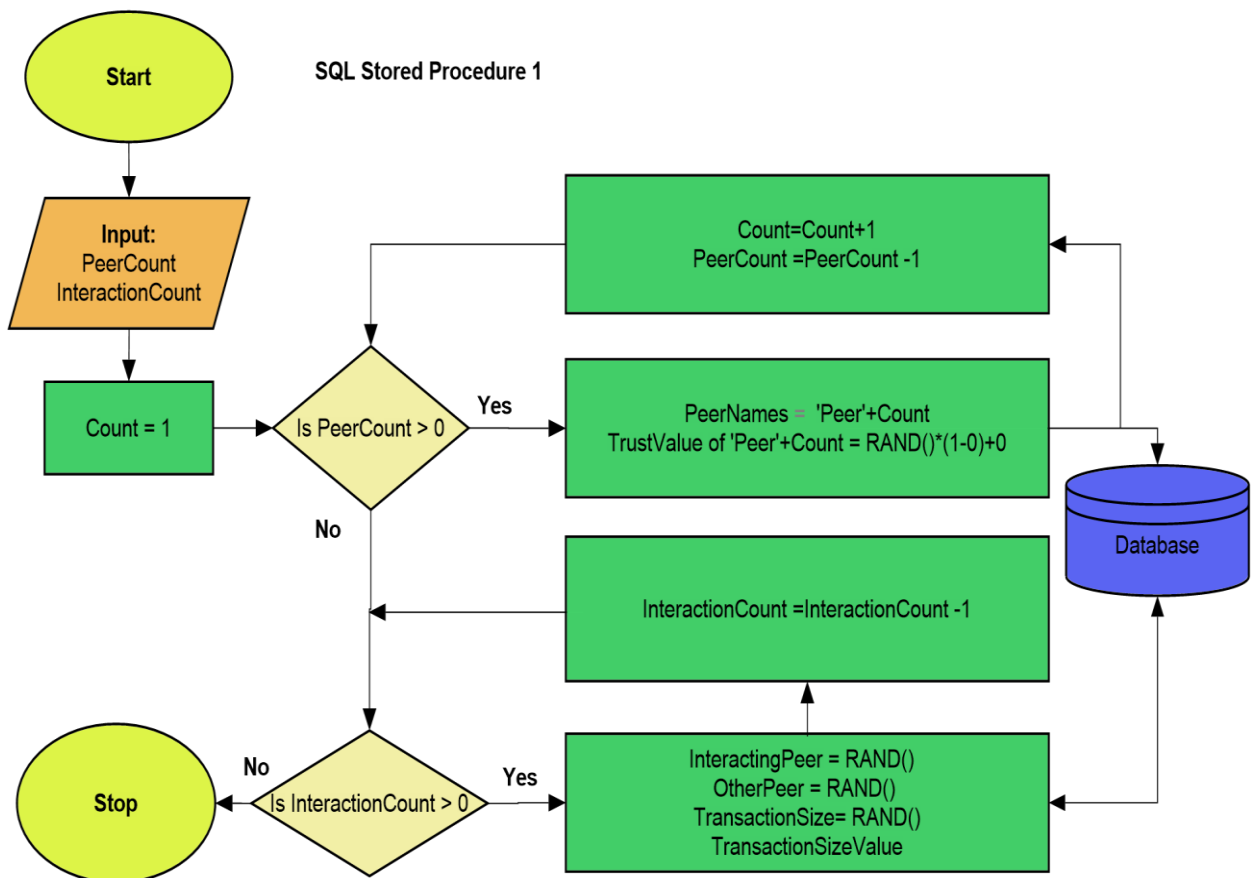 Start
SQL Stored Procedure 1
Input:
PeerCount
InteractionCount
Count=Count+1
PeerCount =PeerCount -1
Count = 1
Is PeerCount > 0
Yes
PeerNames = 'Peer'+Count
TrustValue of 'Peer'+Count = RAND()*(1-0)+0
No
Database
InteractionCount =InteractionCount -1
No
Stop
Is InteractionCount > 0
Yes
InteractingPeer = RAND()
OtherPeer = RAND()
TransactionSize= RAND()
TransactionSizeValue